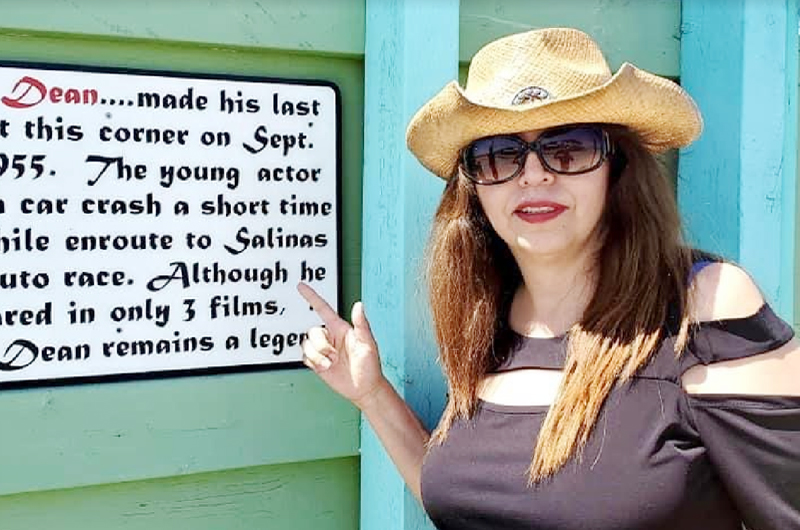 Dean....made his last
t this corner on Sept.
955. The young actor
car crash a short time
hile enroute to Salinas
uto race. Although he
red in only 3 films,
Dean remains a legen